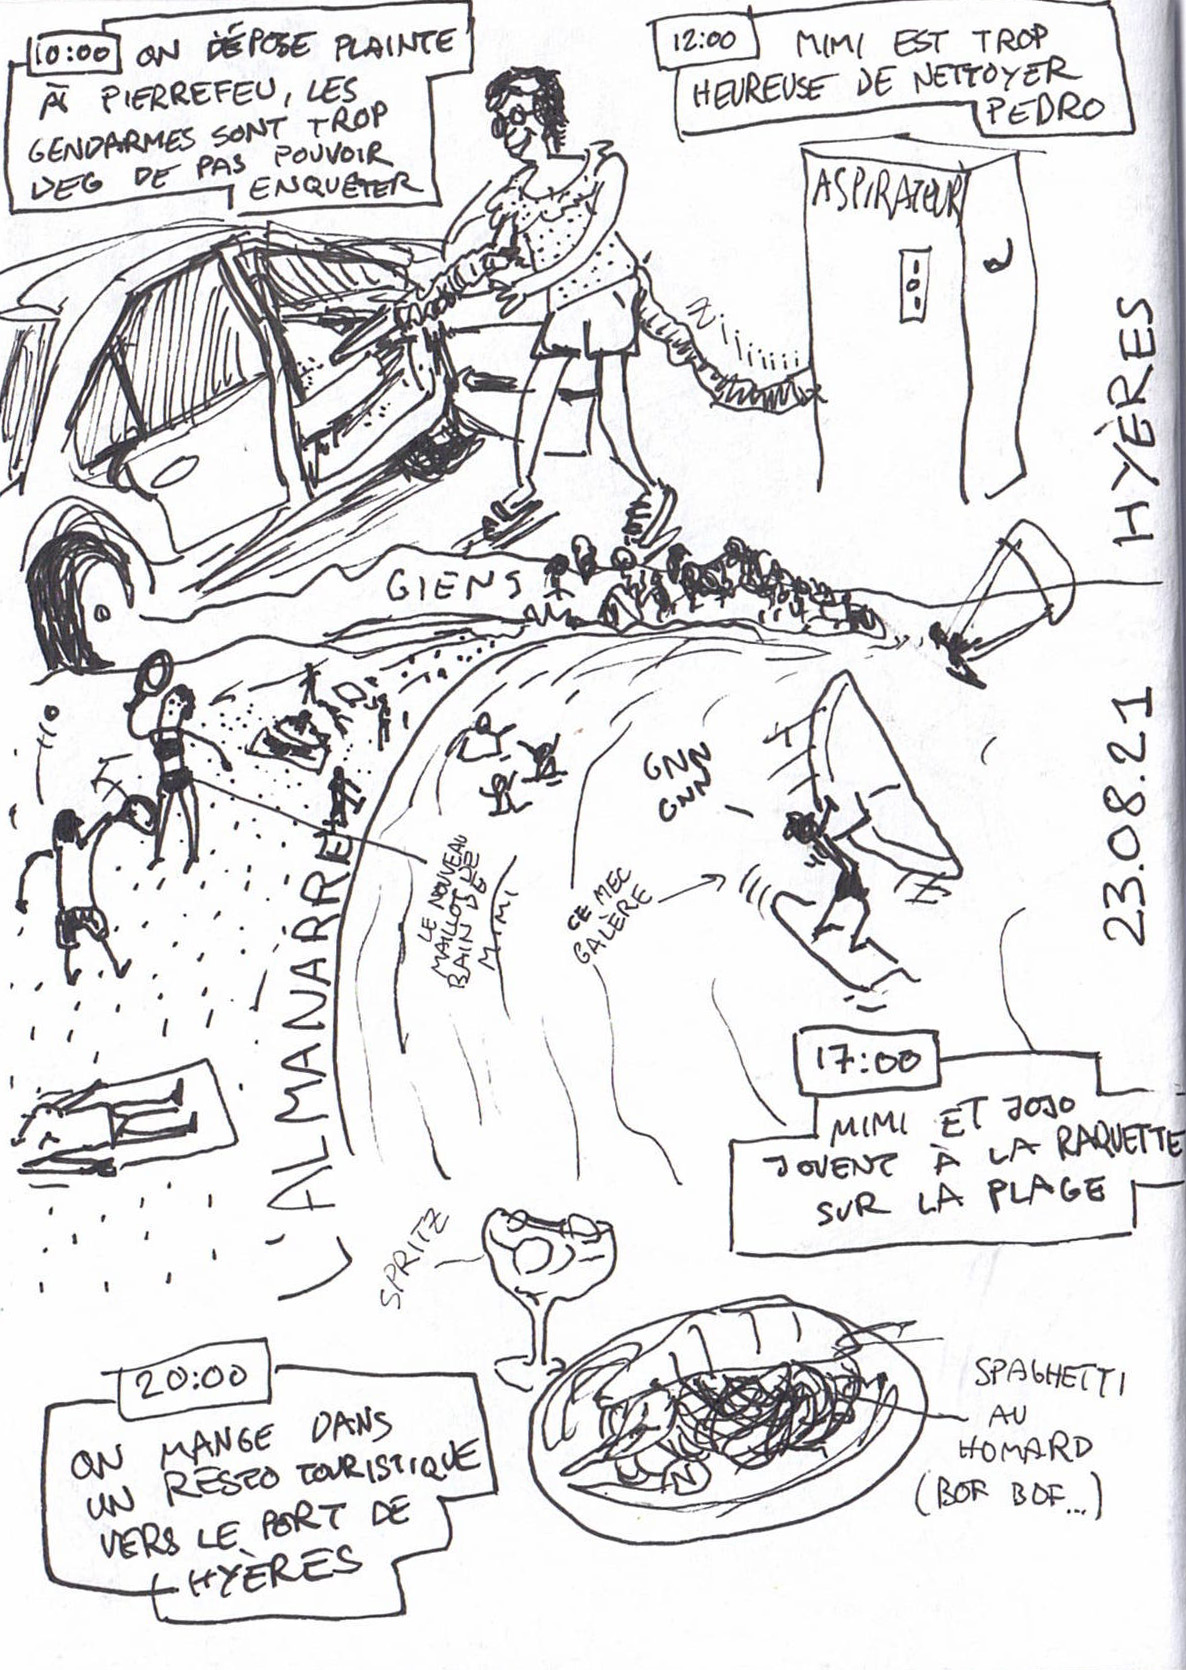 10:00 ON DÉPOSE PLAINTE
À PIERREFEU, LES
GENDARMES SONT TROP
DEG DE PAS POUVOIR
ENQUÊTER
12:00 MIMI EST TROP
HEUREUSE DE NETTOYER
PEDRO
ASPIRATEUR
HYÈRES
23.08.21
GIENS
GNN
GNN
LE NOUVEAU
MAILLOT DE
BAIN DE
MIMI
CE MEC
GALÈRE
L'ALMANARRE
17:00
MIMI ET JOJO
JOUENT À LA RAQUETTE
SUR LA PLAGE
SPRITZ
20:00
ON MANGE DANS
UN RESTO TOURISTIQUE
VERS LE PORT DE
HYÈRES
SPAGHETTI
AU
HOMARD
(BOF BOF...)